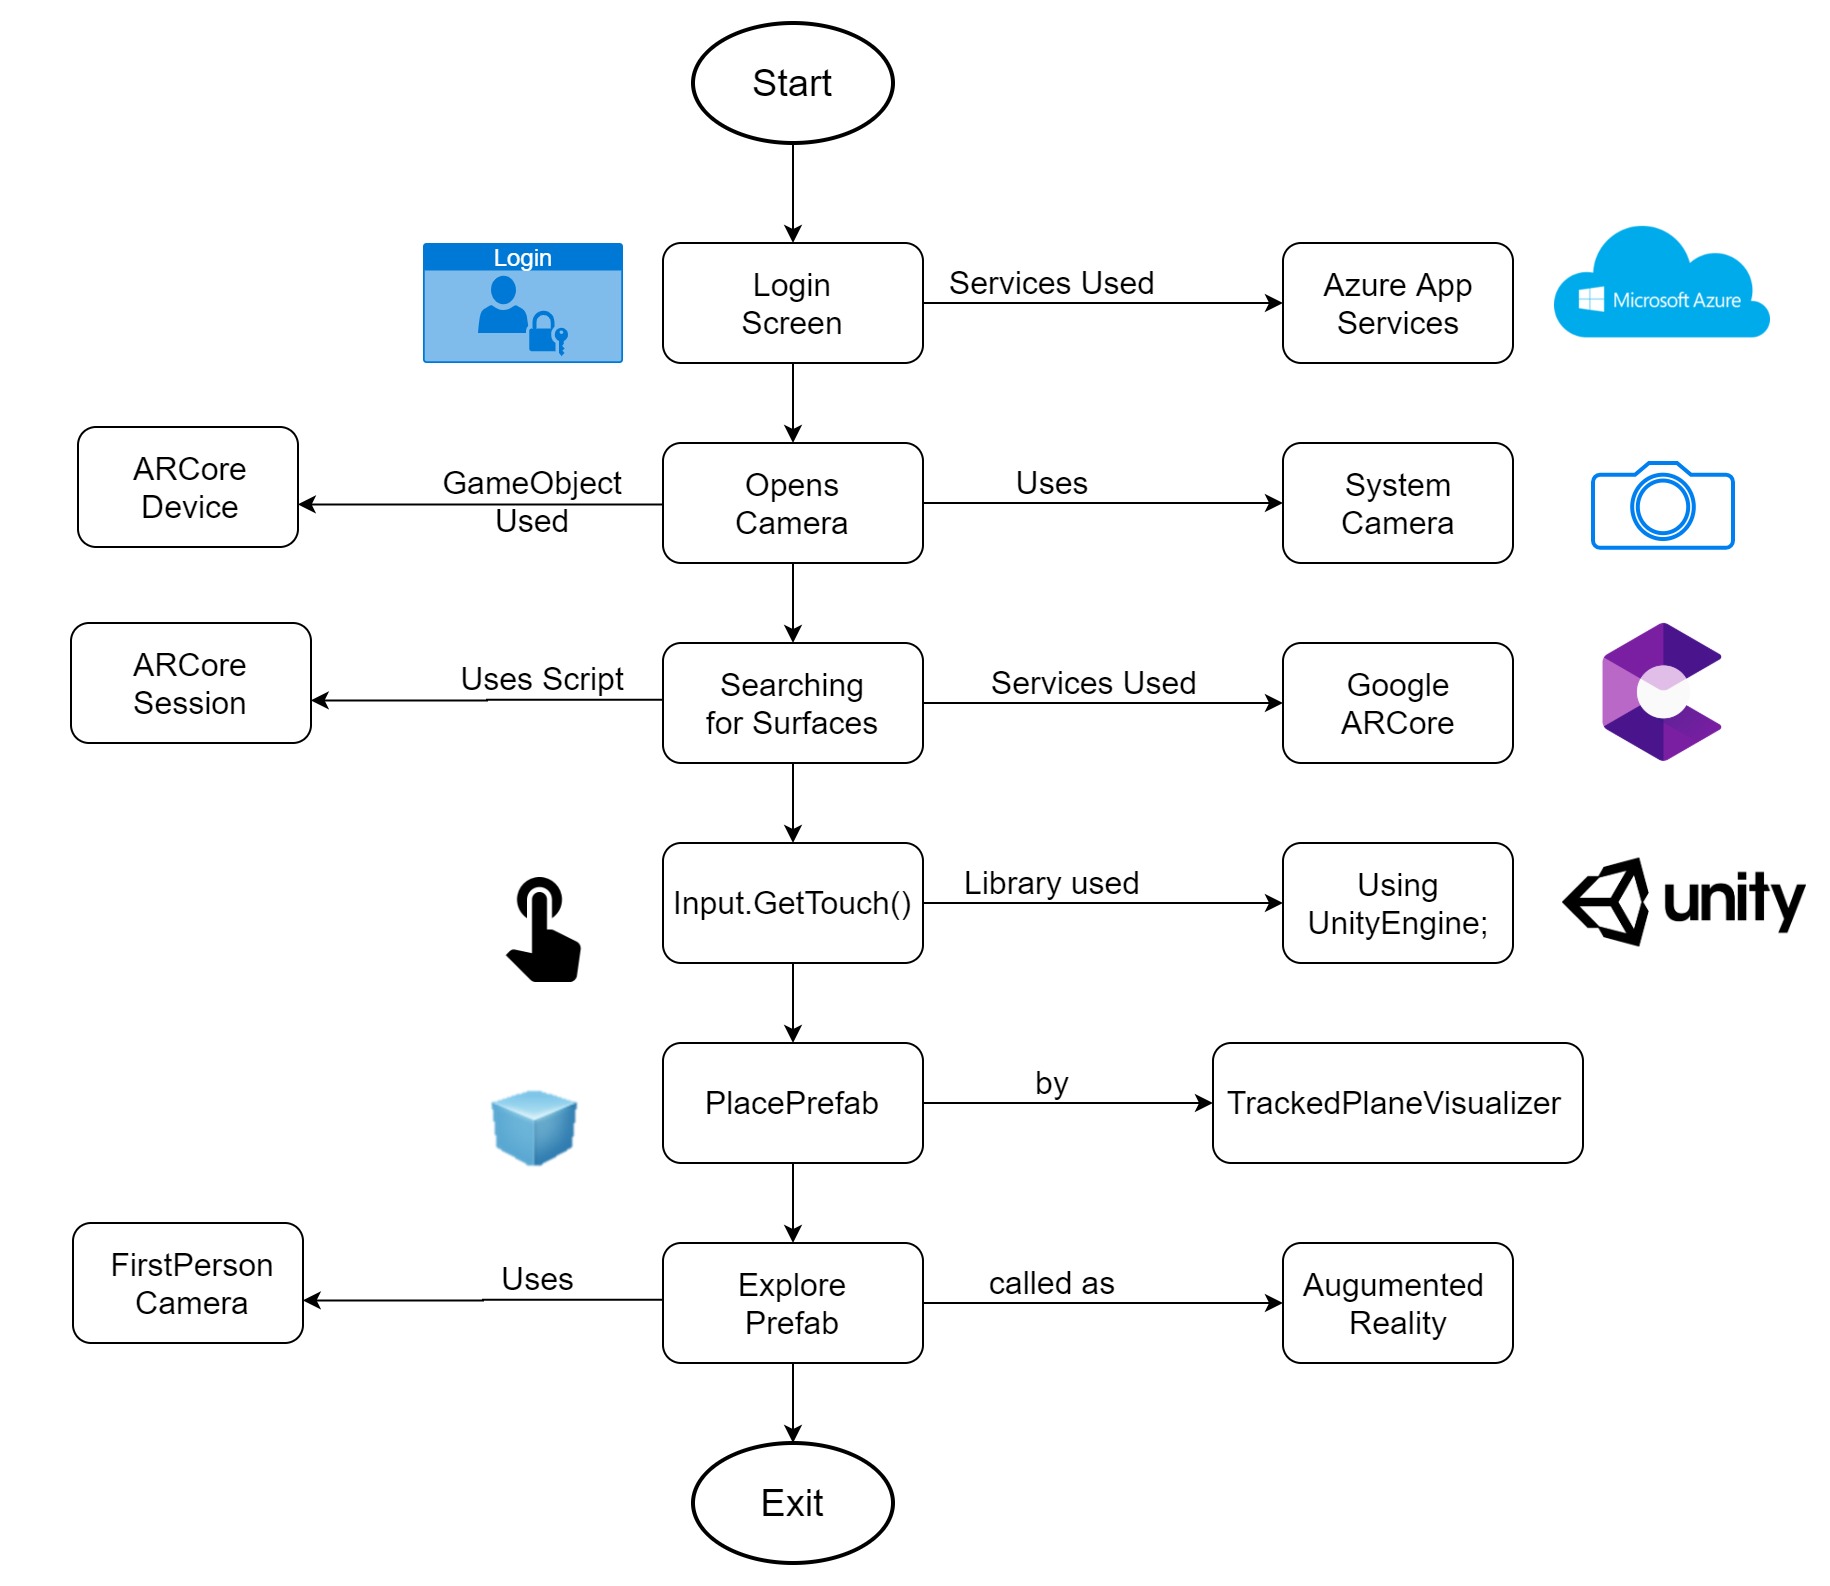 Start
Login
Login
Screen
Services Used
Azure App
Services
Microsoft Azure
ARCore
Device
GameObject
Used
Opens
Camera
Uses
System
Camera
ARCore
Session
Uses Script
Searching
for Surfaces
Services Used
Google
ARCore
Input.GetTouch()
Library used
Using
UnityEngine;
unity
PlacePrefab
by
TrackedPlaneVisualizer
FirstPerson
Camera
Uses
Explore
Prefab
called as
Augumented
Reality
Exit